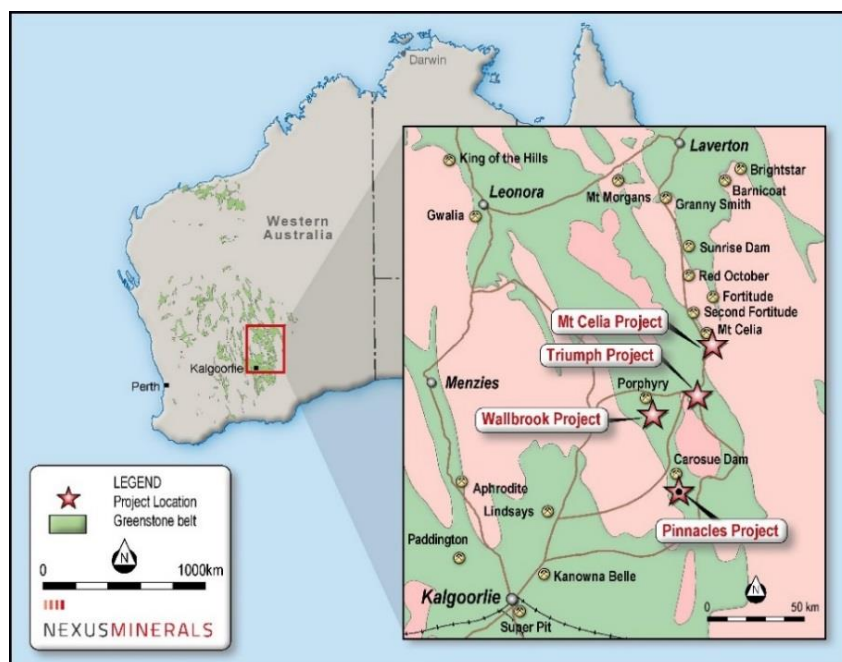 Darwin
Western
Australia
Kalgoorlie
Perth
LEGEND
Project Location
Greenstone belt
N
0
1000km
NEXUSMINERALS
Laverton
King of the Hills
Brightstar
Mt Morgans
Barnicoat
Leonora
Granny Smith
Gwalia
Sunrise Dam
Red October
Fortitude
Second Fortitude
Mt Celia Project
Mt Celia
Triumph Project
Menzies
Porphyry
Wallbrook Project
Carosue Dam
Aphrodite
Lindsays
Pinnacles Project
Paddington
Kanowna Belle
N
Kalgoorlie
0
50 km
Super Pit